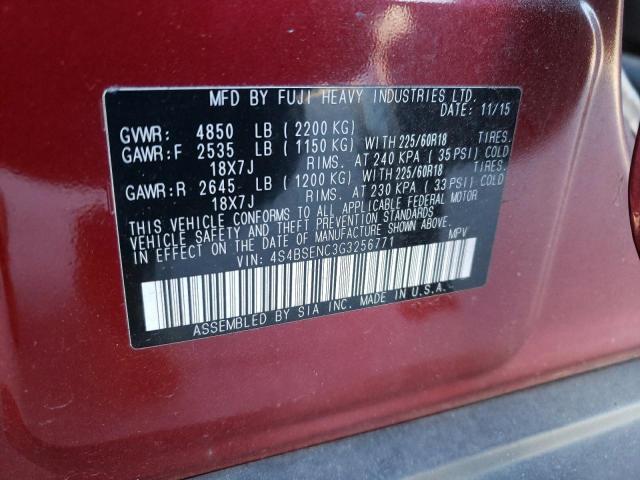 MFD BY FUJI HEAVY INDUSTRIES LTD.
DATE: 11/15
GVWR: 4850 LB (2200 KG)
GAWR:F 2535 LB (1150 KG) WITH 225/60R18 TIRES.
18X7J RIMS. AT 240 KPA (35 PSI) COLD
GAWR:R 2645 LB (1200 KG) WITH 225/60R18 TIRES.
18X7J RIMS. AT 230 KPA (33 PSI) COLD
THIS VEHICLE CONFORMS TO ALL APPLICABLE FEDERAL MOTOR
VEHICLE SAFETY AND THEFT PREVENTION STANDARDS
IN EFFECT ON THE DATE OF MANUFACTURE SHOWN ABOVE.
VIN: 4S4BSENC3G3256771 MPV
ASSEMBLED BY SIA INC. MADE IN U.S.A.